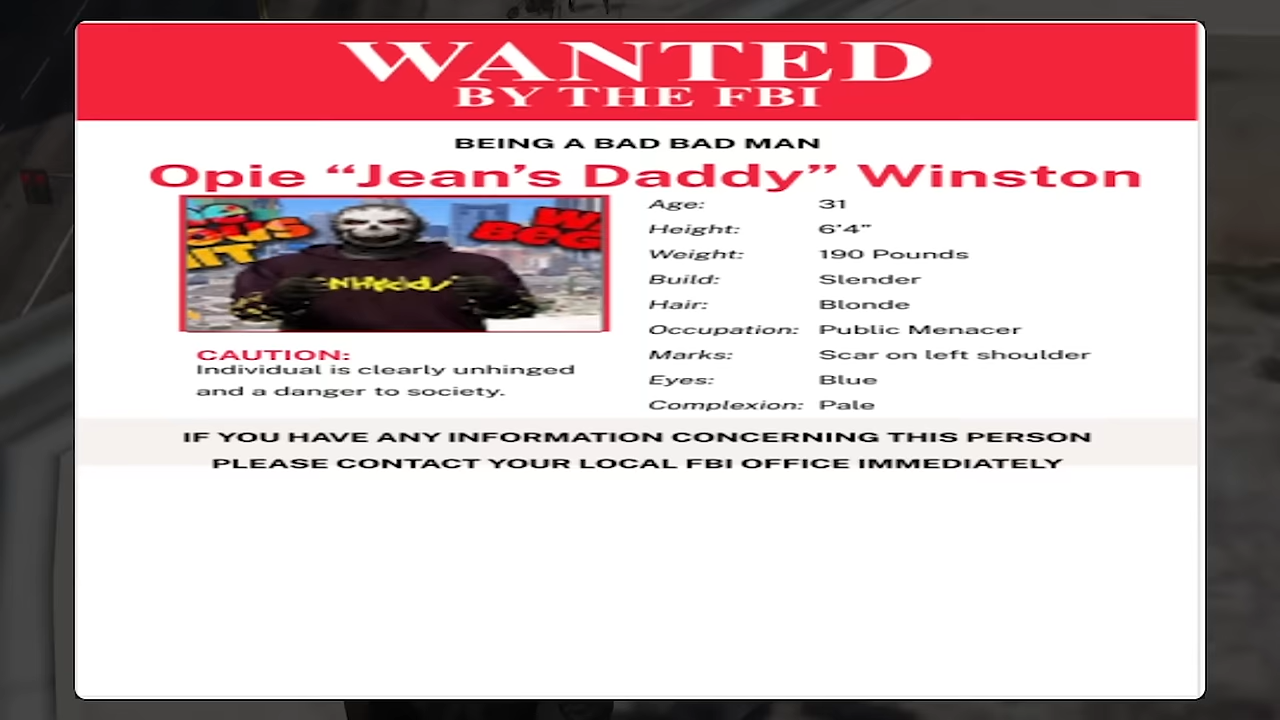 WANTED
BY THE FBI
BEING A BAD BAD MAN
Opie “Jean’s Daddy” Winston
Age: 31
Height: 6’4”
Weight: 190 Pounds
Build: Slender
Hair: Blonde
Occupation: Public Menacer
Marks: Scar on left shoulder
Eyes: Blue
Complexion: Pale
CAUTION:
Individual is clearly unhinged
and a danger to society.
IF YOU HAVE ANY INFORMATION CONCERNING THIS PERSON
PLEASE CONTACT YOUR LOCAL FBI OFFICE IMMEDIATELY